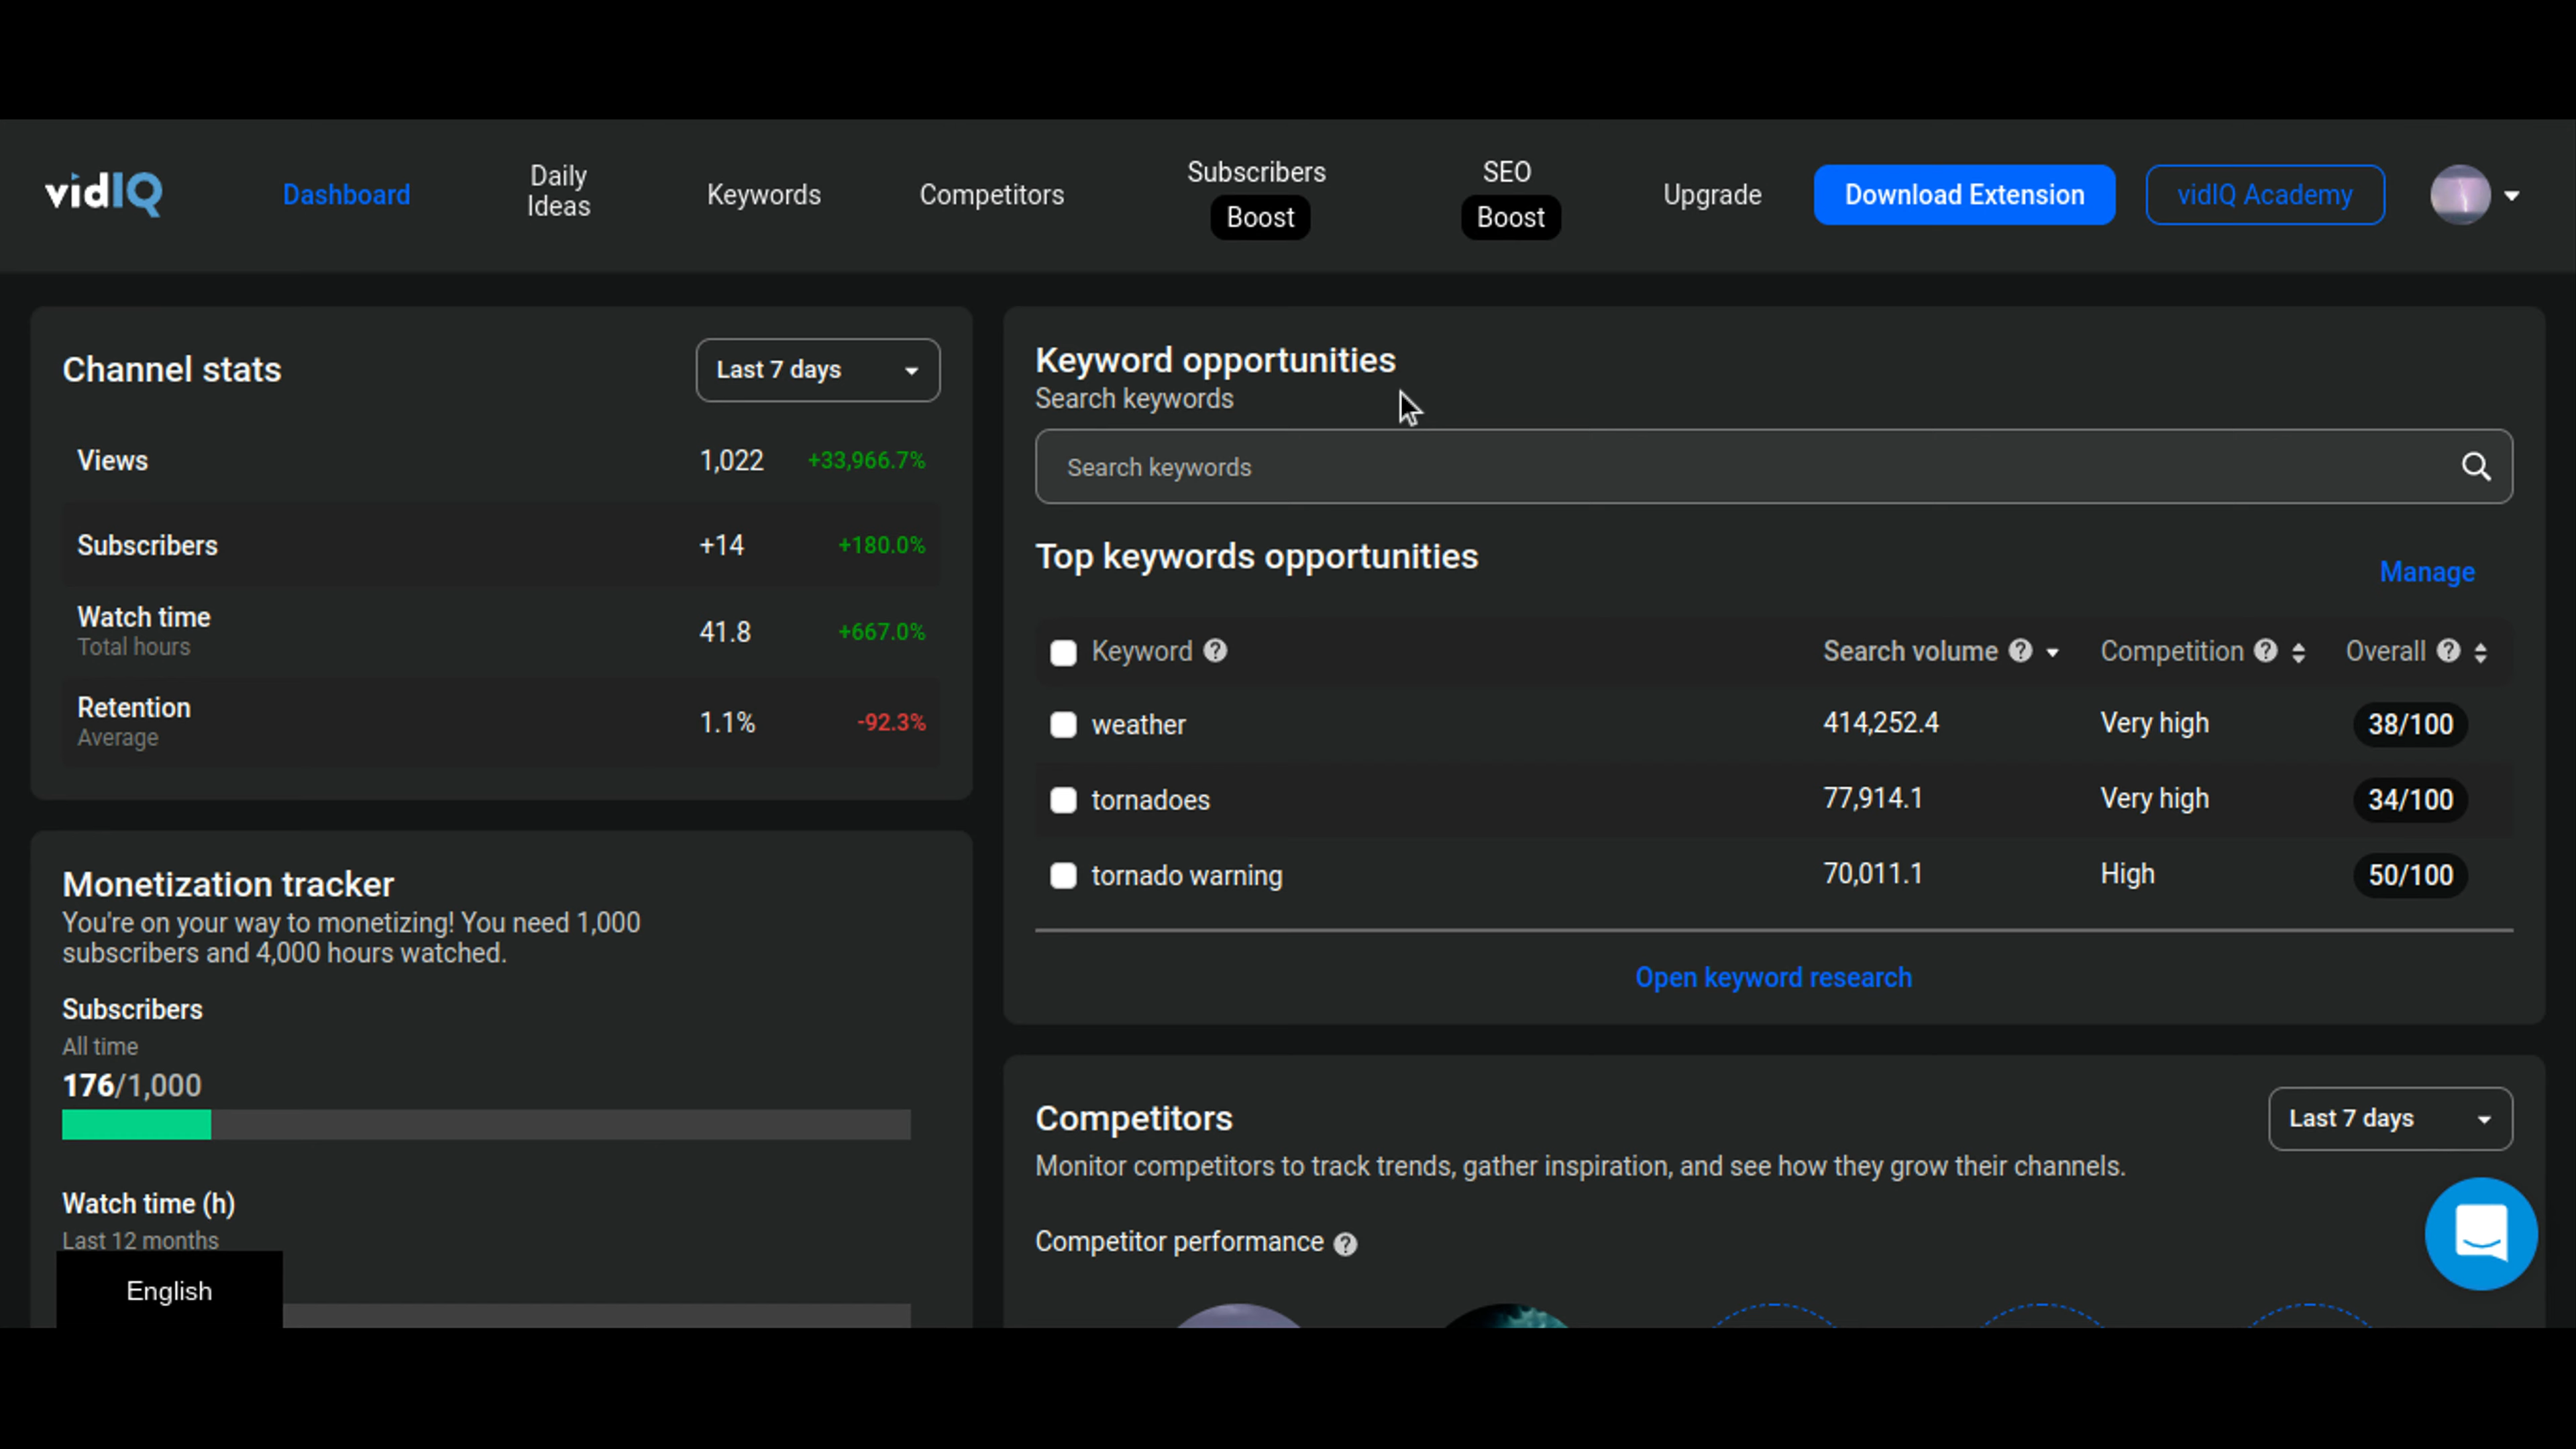 vidIQ
Dashboard
Daily
Ideas
Keywords
Competitors
Subscribers
Boost
SEO
Boost
Upgrade
Download Extension
vidIQ Academy
Channel stats
Last 7 days
Views 1,022 +33,966.7%
Subscribers +14 +180.0%
Watch time
Total hours
41.8 +667.0%
Retention
Average
1.1% -92.3%
Monetization tracker
You're on your way to monetizing! You need 1,000
subscribers and 4,000 hours watched.
Subscribers
All time
176/1,000
Watch time (h)
Last 12 months
English
Keyword opportunities
Search keywords
Search keywords
Top keywords opportunities
Manage
Keyword Search volume Competition Overall
weather 414,252.4 Very high 38/100
tornadoes 77,914.1 Very high 34/100
tornado warning 70,011.1 High 50/100
Open keyword research
Competitors
Last 7 days
Monitor competitors to track trends, gather inspiration, and see how they grow their channels.
Competitor performance